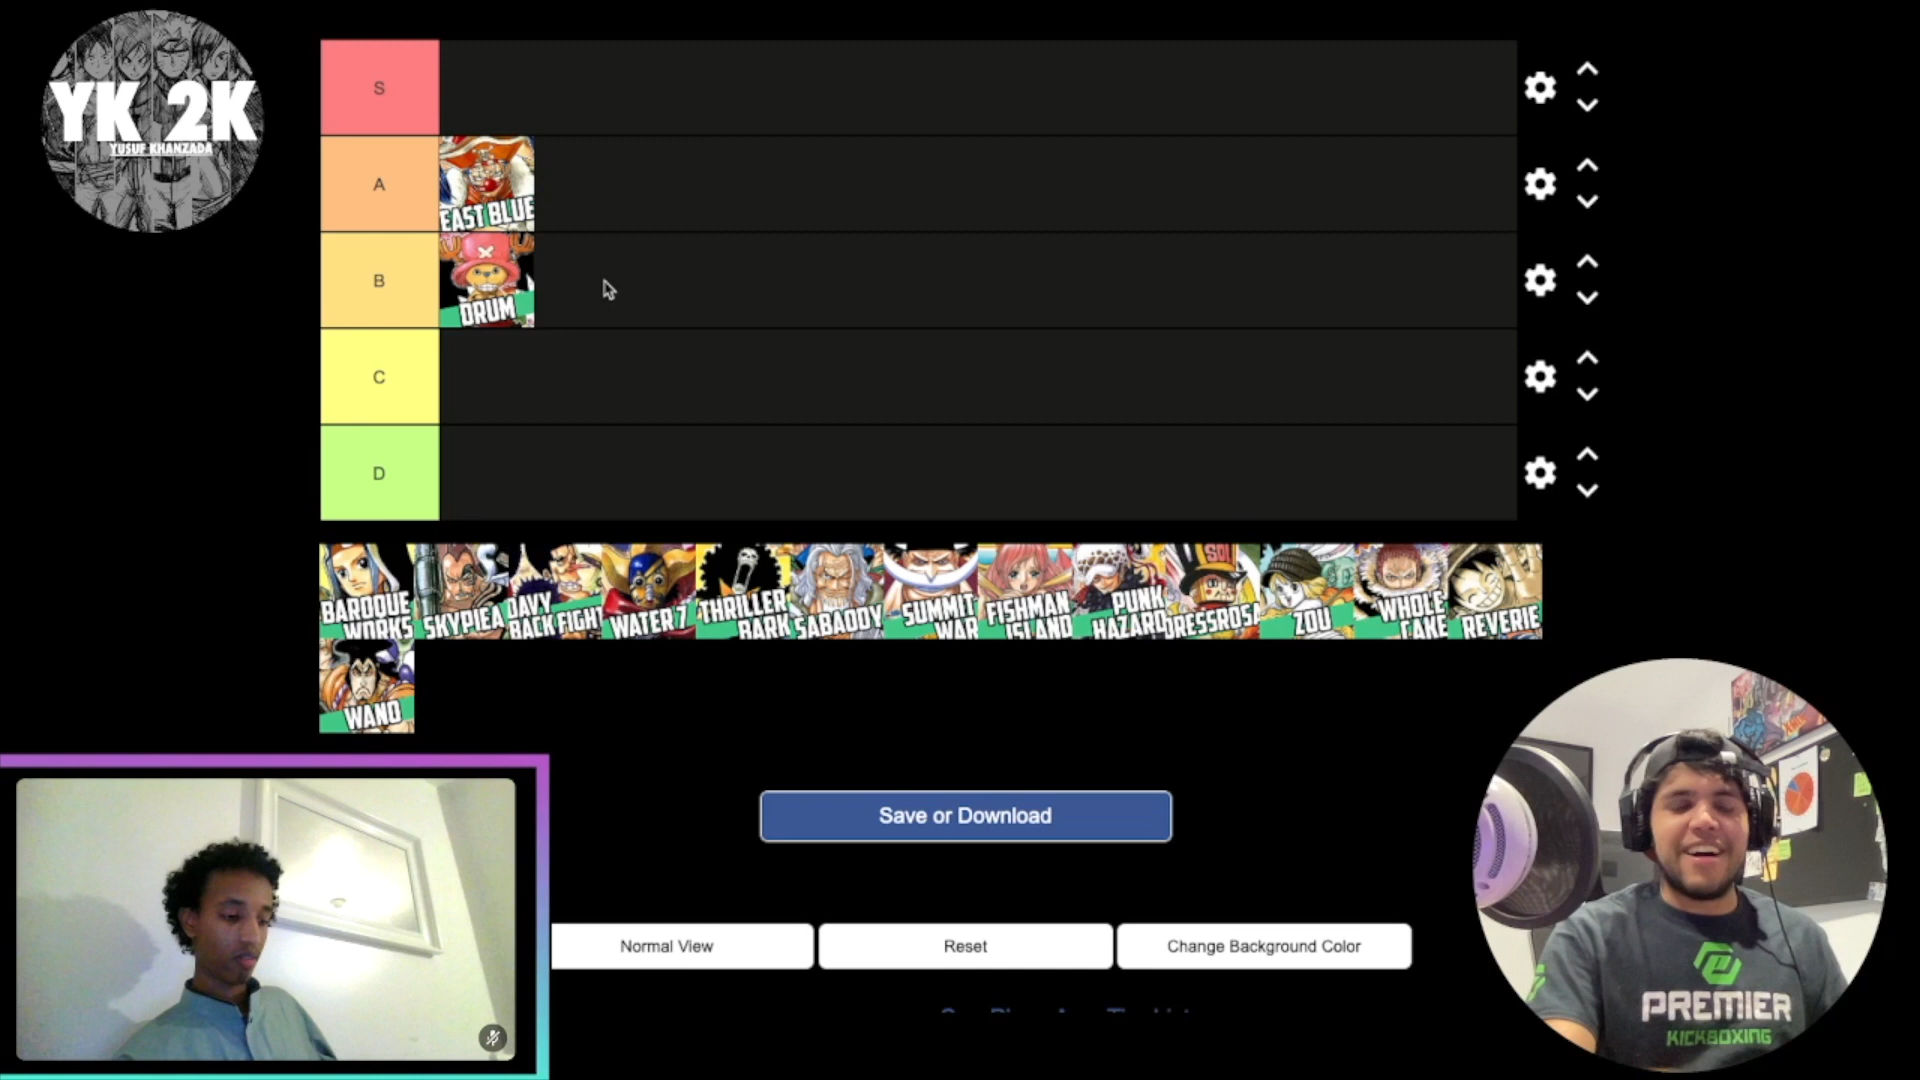 YK 2K
YUSUF KHANZADA
S
A
EAST BLUE
B
DRUM
C
D
BAROQUE WORKS
SKYPIEA
DAVY BACK FIGHT
WATER 7
THRILLER BARK
SABAODY
SUMMIT WAR
FISHMAN ISLAND
PUNK HAZARD
DRESSROSA
ZOU
WHOLE CAKE
REVERIE
WANO
Save or Download
Normal View
Reset
Change Background Color
PREMIER
KICKBOXING